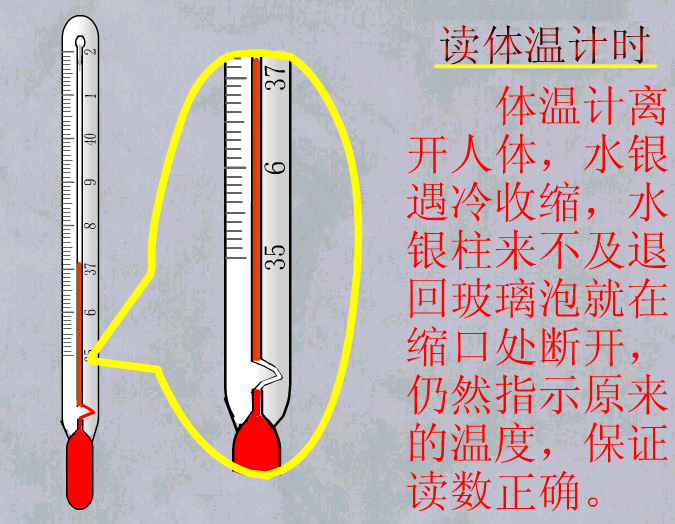 读体温计时
体温计离
开人体，水银
遇冷收缩，水
银柱来不及退
回玻璃泡就在
缩口处断开，
仍然指示原来
的温度，保证
读数正确。
2
1
40
9
8
37
6
35
37
6
35